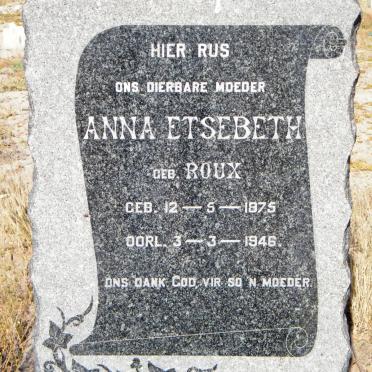 HIER RUS
ONS DIERBARE MOEDER
ANNA ETSEBETH
GEB. ROUX
GEB. 12 — 5 — 1875
OORL. 3 — 3 — 1946.
ONS DANK GOD VIR SO 'N MOEDER.